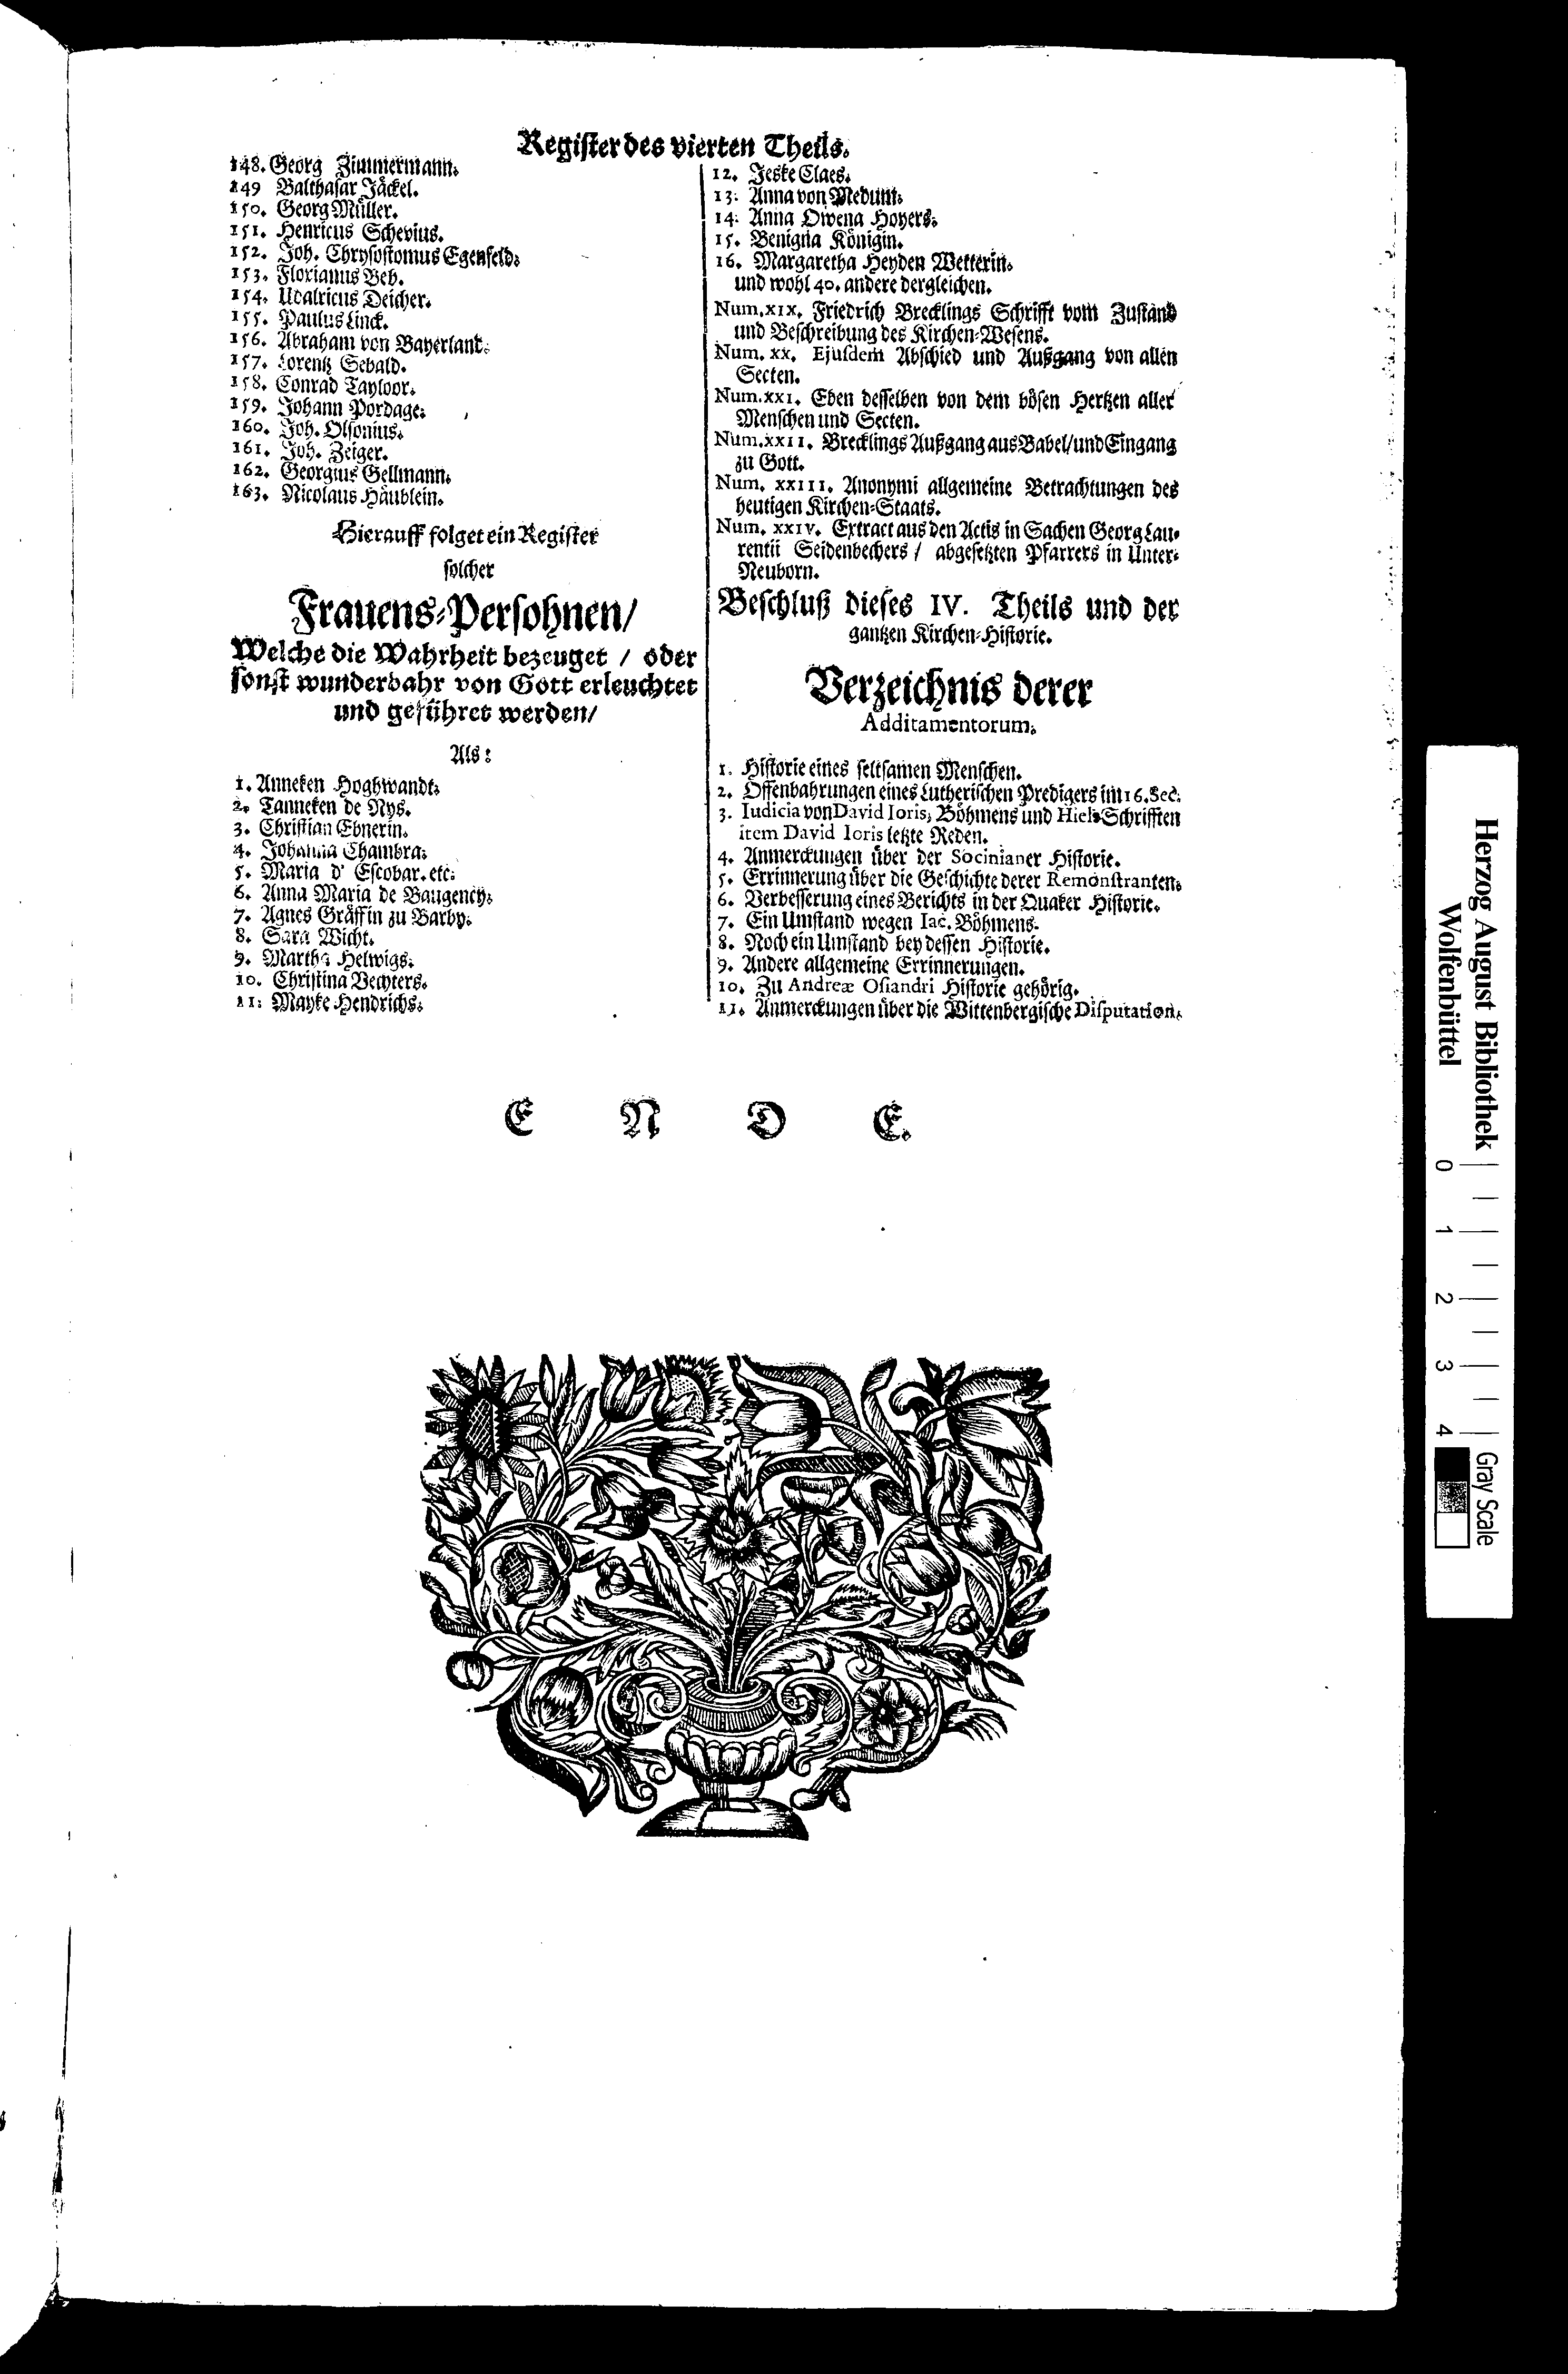 Register des vierten Theils.
148. Georg Zimmermann.
149 Balthasar Jäckel.
150. Georg Müller.
151. Henricus Schevius.
152. Joh. Chrysostomus Egenfeld.
153. Florianus Beb.
154. Udalricus Deicher.
155. Paulus Linck.
156. Abraham von Bayerland.
157. Lorentz Sebald.
158. Conrad Tayloor.
159. Johann Pordage.
160. Joh. Olsonius.
161. Joh. Zeiger.
162. Georgius Gellmann.
163. Nicolaus Häublein.
Hierauff folget ein Register
solcher
Frauens-Persohnen/
Welche die Wahrheit bezeuget / oder
sonst wunderbahr von Gott erleuchtet
und geführet werden/
Als:
1. Anneken Hoghwandt.
2. Tanneken de Nys.
3. Christian Ebnerin.
4. Johanna Chambra.
5. Maria d' Escobar. etc.
6. Anna Maria de Baugency.
7. Agnes Gräffin zu Barby.
8. Sara Wicht.
9. Martha Helwigs.
10. Christina Vechters.
11. Mayke Hendrichs.
12. Jeske Claes.
13. Anna von Medum.
14. Anna Owena Hoyers.
15. Benigna Königin.
16. Margaretha Heyden Wetterin.
und wohl 40. andere dergleichen.
Num. XIX. Friedrich Brecklings Schrifft vom Zustand
und Beschreibung des Kirchen-Wesens.
Num. XX. Ejusdem Abschied und Außgang von allen
Secten.
Num. XXI. Eben desselben von dem bösen Hertzen aller
Menschen und Secten.
Num. XXII. Brecklings Außgang aus Babel/ und Eingang
zu Gott.
Num. XXIII. Anonymi allgemeine Betrachtungen des
heutigen Kirchen-Staats.
Num. XXIV. Extract aus den Actis in Sachen Georg Lau-
rentii Seidenbechers / abgesetzten Pfarrers in Unter-
Neuborn.
Beschluß dieses IV. Theils und der
gantzen Kirchen-Historie.
Verzeichnis derer
Additamentorum.
1. Historie eines seltsamen Menschen.
2. Offenbahrungen eines Lutherischen Predigers im 16. Sec.
3. Iudicia von David Ioris, Böhmens und Hiels Schrifften
item David Ioris letzte Reden.
4. Anmerckungen über der Socinianer Historie.
5. Errinnerung über die Geschichte derer Remonstranten.
6. Verbesserung eines Berichts in der Quaker Historie.
7. Ein Umstand wegen Iac. Böhmens.
8. Noch ein Umstand bey dessen Historie.
9. Andere allgemeine Errinnerungen.
10. Zu Andreæ Osiandri Historie gehörig.
11. Anmerckungen über die Wittenbergische Disputation.
E N D E.
Herzog August Bibliothek
Wolfenbüttel
0 1 2 3 4
Gray Scale